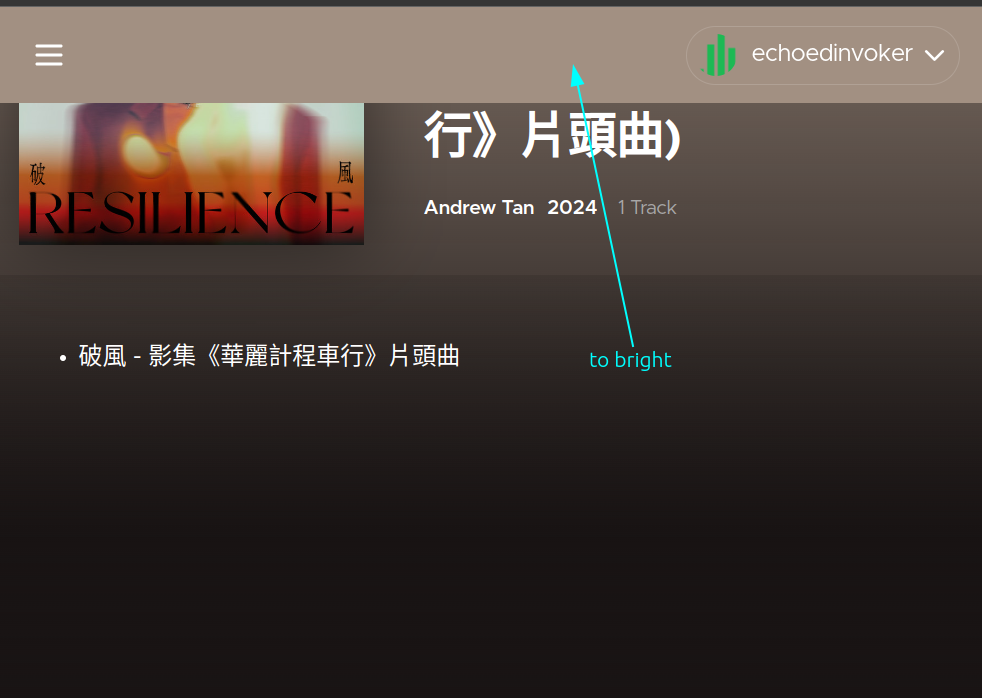 echoedinvoker
行》片頭曲)
破 風
RESILIENCE
Andrew Tan 2024 1 Track
• 破風 - 影集《華麗計程車行》片頭曲
to bright